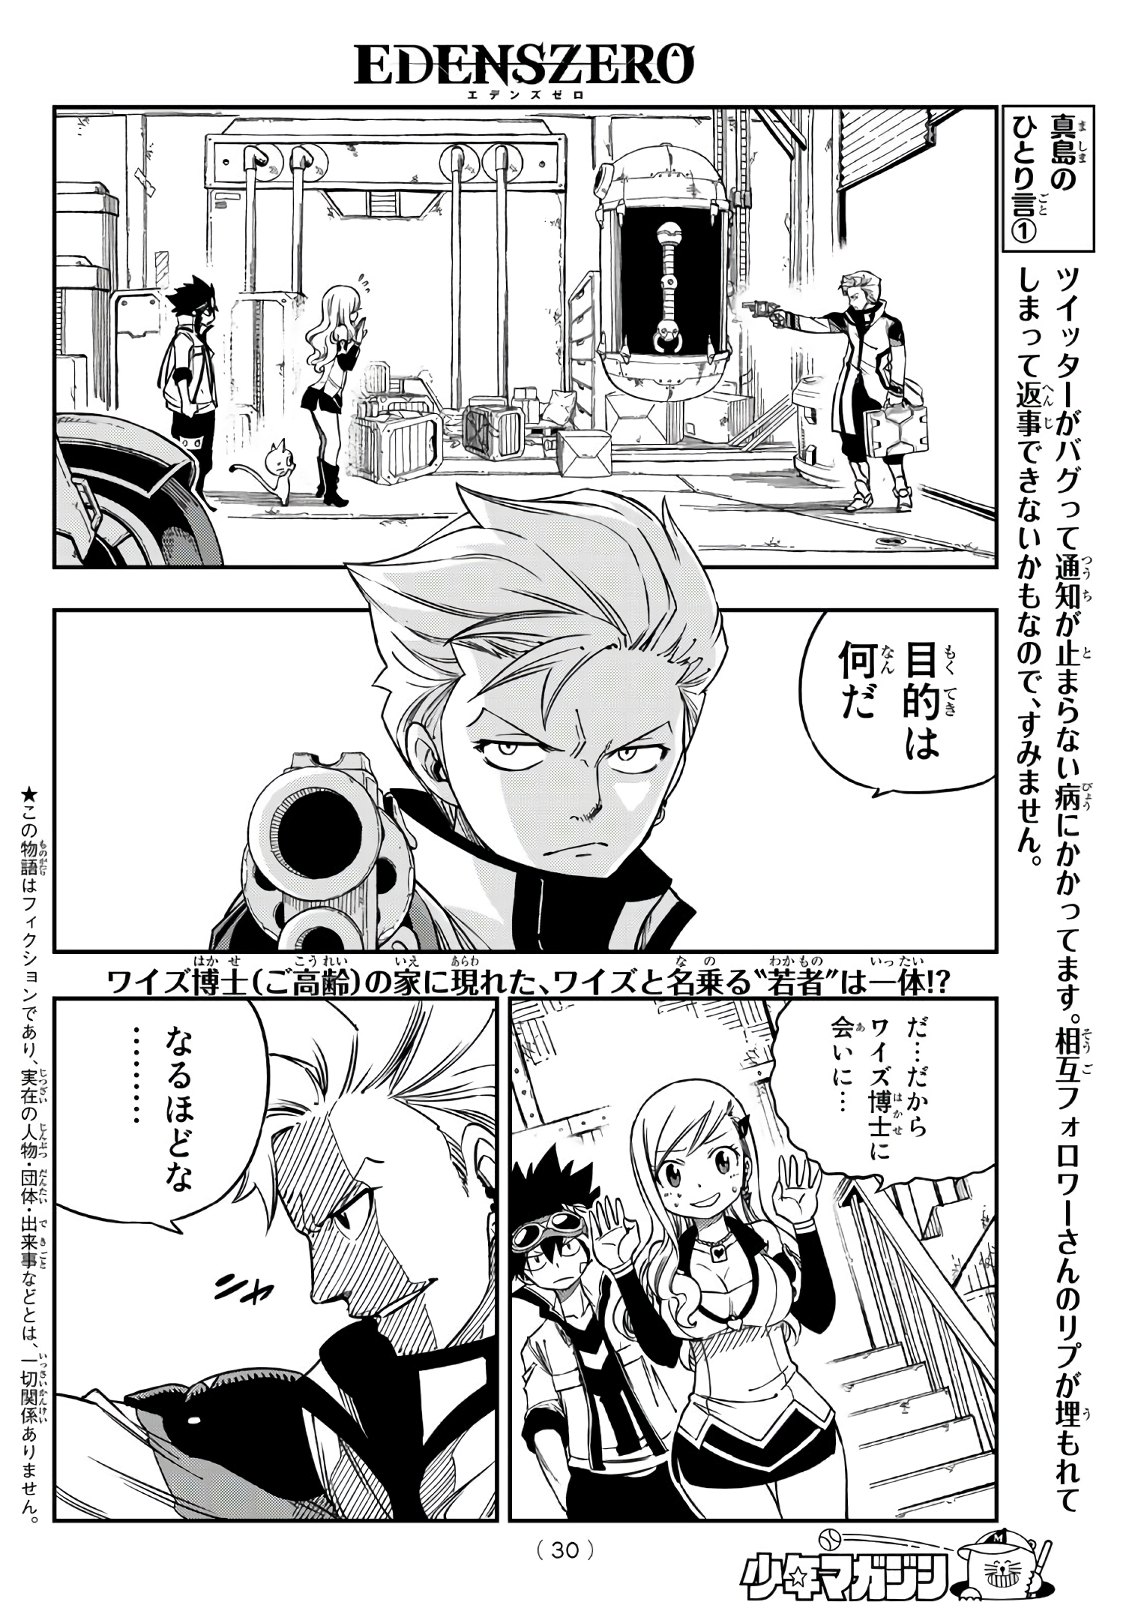 EDENSZERO
エデンズゼロ
真島の
ひとり言①
ツイッターがバグって通知が止まらない病にかかってます。相互フォロワーさんのリプが埋もれて
しまって返事できないかもなので、すみません。
目的は
何だ
ワイズ博士(ご高齢)の家に現れた、ワイズと名乗る〝若者〟は一体!?
だ…だから
ワイズ博士に
会いに…
なるほどな
………
シャ
★この物語はフィクションであり、実在の人物・団体・出来事などとは、一切関係ありません。
( 30 )
少年マガジン
M